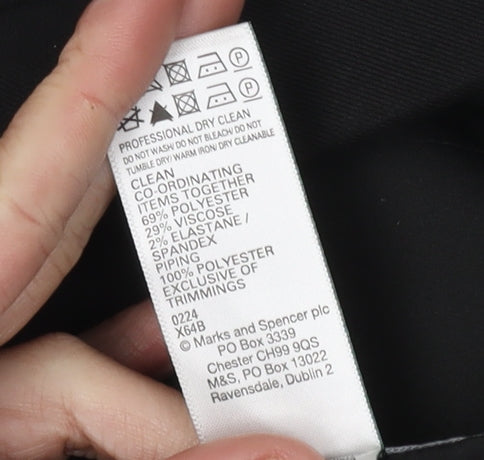 P
P
PROFESSIONAL DRY CLEAN
DO NOT WASH/ DO NOT BLEACH/ DO NOT
TUMBLE DRY/ WARM IRON/ DRY CLEANABLE
CLEAN
CO-ORDINATING
ITEMS TOGETHER
69% POLYESTER
29% VISCOSE
2% ELASTANE /
SPANDEX
PIPING
100% POLYESTER
EXCLUSIVE OF
TRIMMINGS
0224
X64B
© Marks and Spencer plc
PO Box 3339
Chester CH99 9QS
M&S, PO Box 13022
Ravensdale, Dublin 2